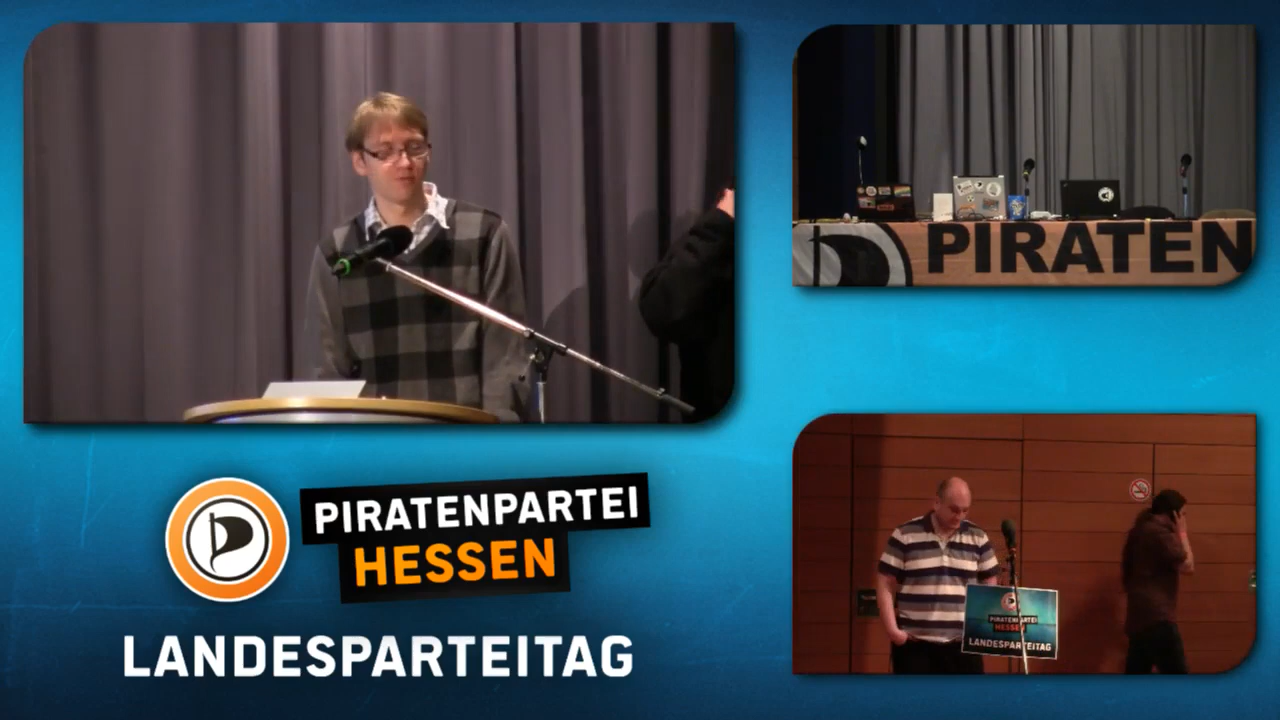 PIRATEN
PIRATENPARTEI
HESSEN
LANDESPARTEITAG
PIRATENPARTEI
HESSEN
LANDESPARTEITAG